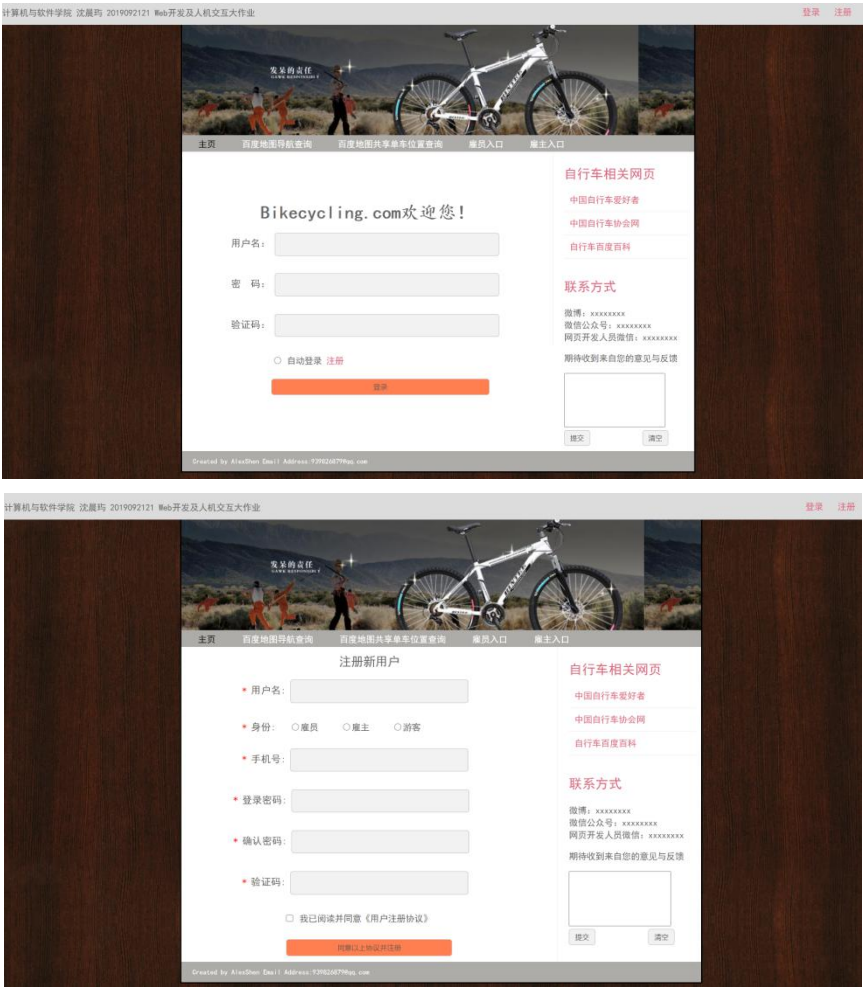 计算机与软件学院 沈晨昀 2019092121 Web开发及人机交互大作业 登录 注册
发呆的责任
主页 百度地图导航查询 百度地图共享单车位置查询 雇员入口 雇主入口
Bikecycling.com欢迎您!
用户名:
密 码:
验证码:
自动登录 注册
登录
自行车相关网页
中国自行车爱好者
中国自行车协会网
自行车百度百科
联系方式
微博: xxxxxxxx
微信公众号: xxxxxxxx
网页开发人员微信: xxxxxxxx
期待收到来自您的意见与反馈
提交 清空
Created by AlexShen Email Address:
计算机与软件学院 沈晨昀 2019092121 Web开发及人机交互大作业 登录 注册
发呆的责任
主页 百度地图导航查询 百度地图共享单车位置查询 雇员入口 雇主入口
注册新用户
* 用户名:
* 身份: 雇员 雇主 游客
* 手机号:
* 登录密码:
* 确认密码:
* 验证码:
我已阅读并同意《用户注册协议》
同意以上协议并注册
自行车相关网页
中国自行车爱好者
中国自行车协会网
自行车百度百科
联系方式
微博: xxxxxxxx
微信公众号: xxxxxxxx
网页开发人员微信: xxxxxxxx
期待收到来自您的意见与反馈
提交 清空
Created by AlexShen Email Address: